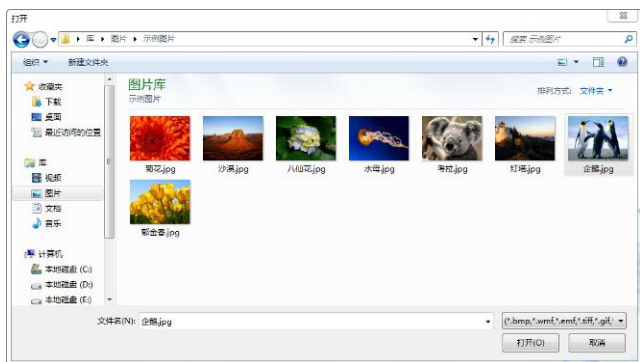 打开
库 ▸ 图片 ▸ 示例图片
搜索 示例图片
组织 新建文件夹
收藏夹
下载
桌面
最近访问的位置
库
视频
图片
文档
音乐
计算机
本地磁盘 (C:)
本地磁盘 (D:)
本地磁盘 (E:)
图片库
示例图片
排列方式: 文件夹
菊花.jpg
沙漠.jpg
八仙花.jpg
水母.jpg
考拉.jpg
灯塔.jpg
企鹅.jpg
郁金香.jpg
文件名(N): 企鹅.jpg
(*.bmp,*.wmf,*.emf,*.tiff,*.gif,
打开(O) 取消